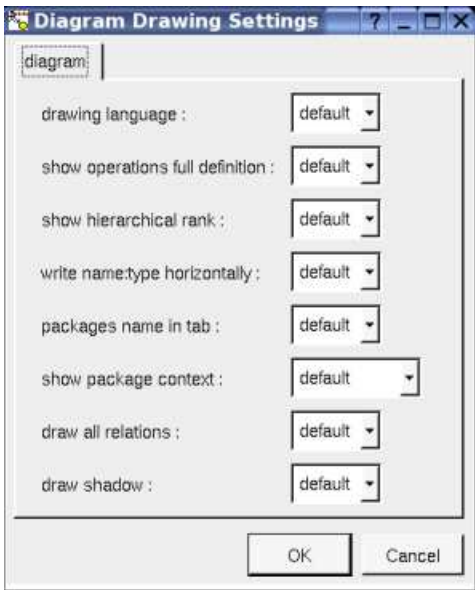 Diagram Drawing Settings ?
diagram
drawing language : default
show operations full definition : default
show hierarchical rank : default
write name:type horizontally : default
packages name in tab : default
show package context : default
draw all relations : default
draw shadow : default
OK Cancel